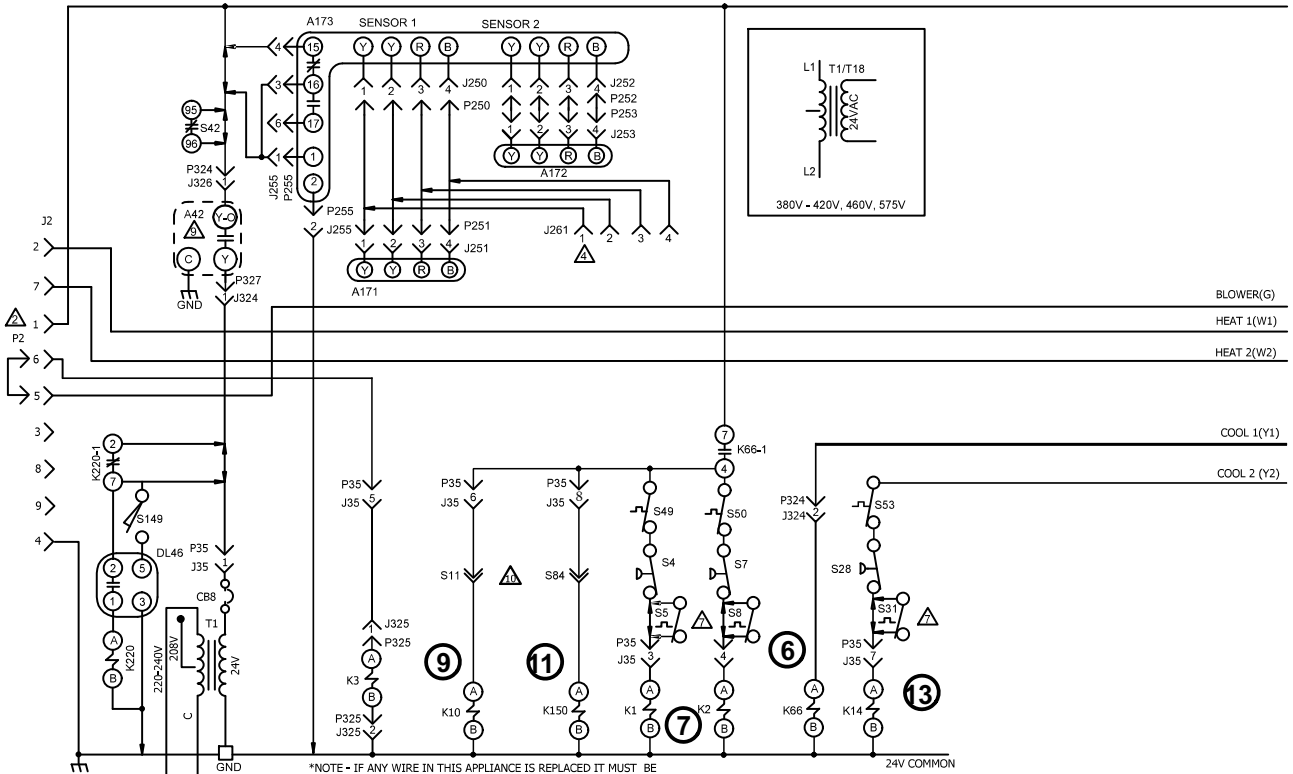 A173
SENSOR 1
SENSOR 2
4
15
Y
Y
R
B
Y
Y
R
B
3
16
1
2
3
4
J250
P250
1
2
3
4
J252
P252
6
17
P253
J253
1
2
3
4
1
1
J255
P255
2
Y
Y
R
B
A172
95
S42
96
P324
J326
1
A42
9
Y-O
C
Y
GND
P327
1
J324
P255
J255
2
P251
J251
1
2
3
4
Y
Y
R
B
A171
J261
1
2
3
4
4
L1
T1/T18
24VAC
L2
380V - 420V, 460V, 575V
J2
2
7
2
1
P2
6
5
3
8
9
4
BLOWER(G)
HEAT 1(W1)
HEAT 2(W2)
COOL 1(Y1)
COOL 2 (Y2)
K220-1
2
7
S149
DL46
2
5
1
3
A
K220
B
P35
J35
1
CB8
T1
220-240V
208V
C
24V
GND
P35
J35
5
J325
1
P325
A
K3
B
P325
J325
2
P35
J35
6
S11
10
9
A
K10
B
P35
J35
8
S84
11
A
K150
B
S49
S4
S5
7
P35
J35
3
A
K1
B
7
7
K66-1
4
S50
S7
S8
4
A
K2
B
6
P324
J324
2
A
K66
B
S53
S28
S31
7
P35
J35
7
A
K14
B
13
24V COMMON
*NOTE - IF ANY WIRE IN THIS APPLIANCE IS REPLACED IT MUST BE